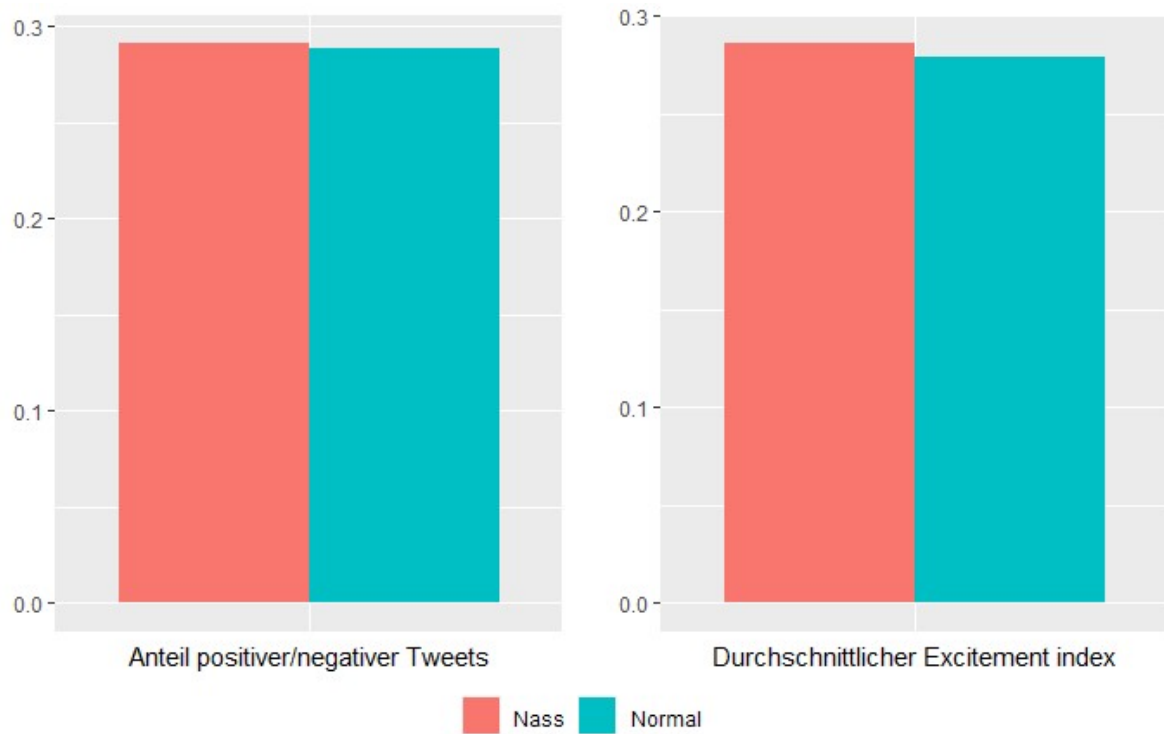 0.3
0.2
0.1
0.0
Anteil positiver/negativer Tweets
0.3
0.2
0.1
0.0
Durchschnittlicher Excitement index
Nass Normal